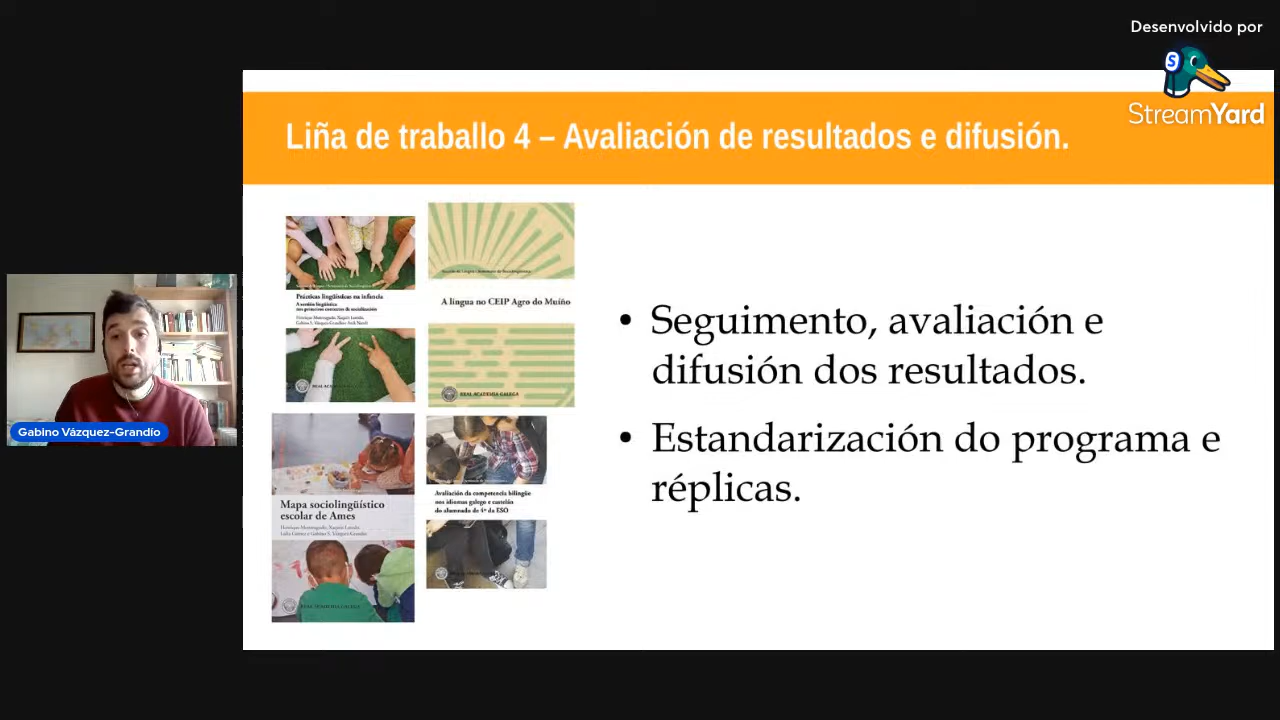 Desenvolvido por
StreamYard
Liña de traballo 4 – Avaliación de resultados e difusión.
Prácticas lingüísticas na infancia
A lingua no CEIP Agro do Muíño
REAL ACADEMIA GALEGA
Mapa sociolingüístico
escolar de Ames
Avaliación da competencia bilingüe
nos idiomas galego e castelán
do alumnado de 4º da ESO
• Seguimento, avaliación e
difusión dos resultados.
• Estandarización do programa e
réplicas.
Gabino Vázquez-Grandío